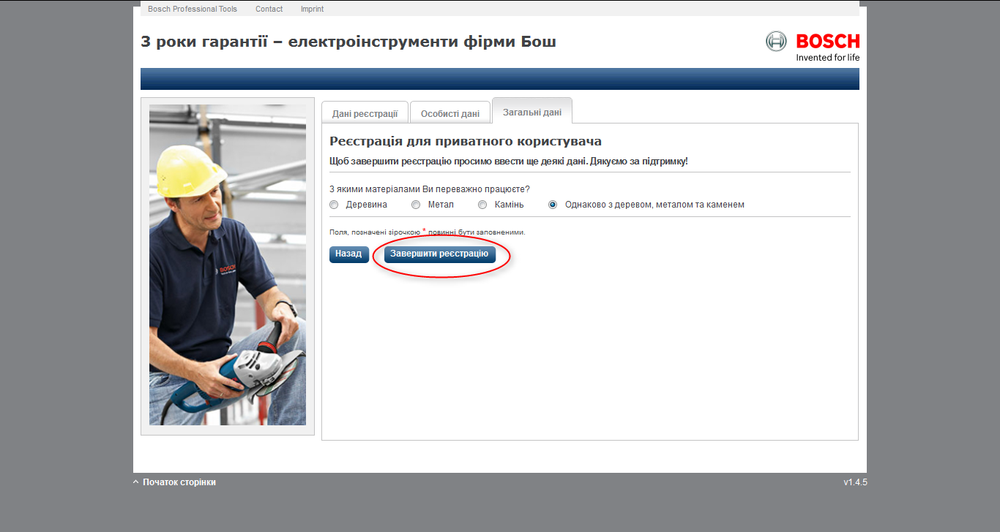 Bosch Professional Tools Contact Imprint
3 роки гарантії – електроінструменти фірми Бош
BOSCH
Invented for life
Дані реєстрації Особисті дані Загальні дані
Реєстрація для приватного користувача
Щоб завершити реєстрацію просимо ввести ще деякі дані. Дякуємо за підтримку!
З якими матеріалами Ви переважно працюєте?
Деревина Метал Камінь Однаково з деревом, металом та каменем
Поля, позначені зірочкою * повинні бути заповненими.
Назад Завершити реєстрацію
BOSCH
Початок сторінки v1.4.5